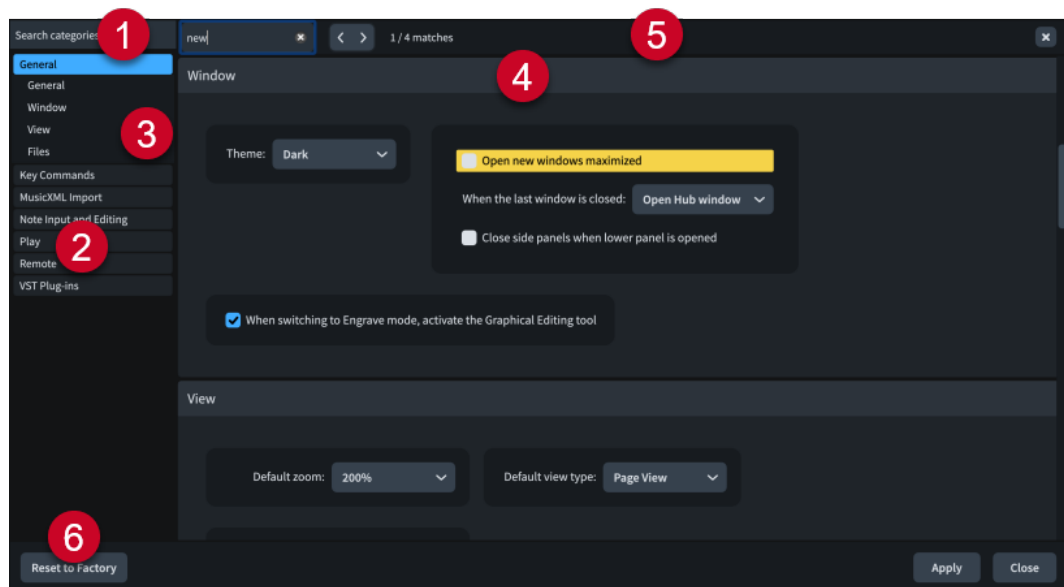 Search categories
1
new
1 / 4 matches
5
General
General
Window
View
Files
3
Key Commands
MusicXML Import
Note Input and Editing
Play
2
Remote
VST Plug-ins
Window
4
Theme: Dark
Open new windows maximized
When the last window is closed: Open Hub window
Close side panels when lower panel is opened
When switching to Engrave mode, activate the Graphical Editing tool
View
Default zoom: 200%
Default view type: Page View
6
Reset to Factory
Apply
Close